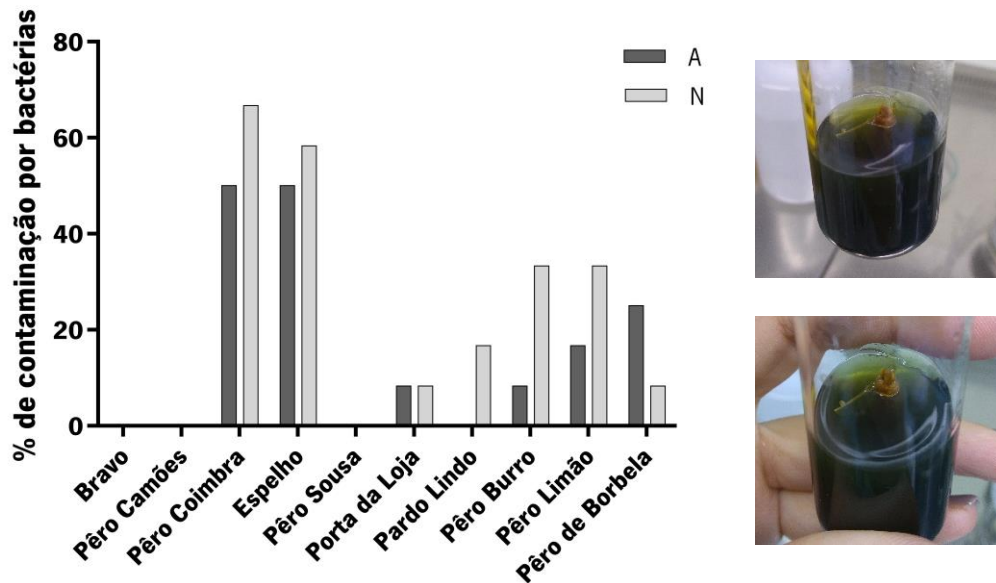 % de contaminação por bactérias
80
60
40
20
0
A
N
Bravo
Pêro Camões
Pêro Coimbra
Espelho
Pêro Sousa
Porta da Loja
Pardo Lindo
Pêro Burro
Pêro Limão
Pêro de Borbela